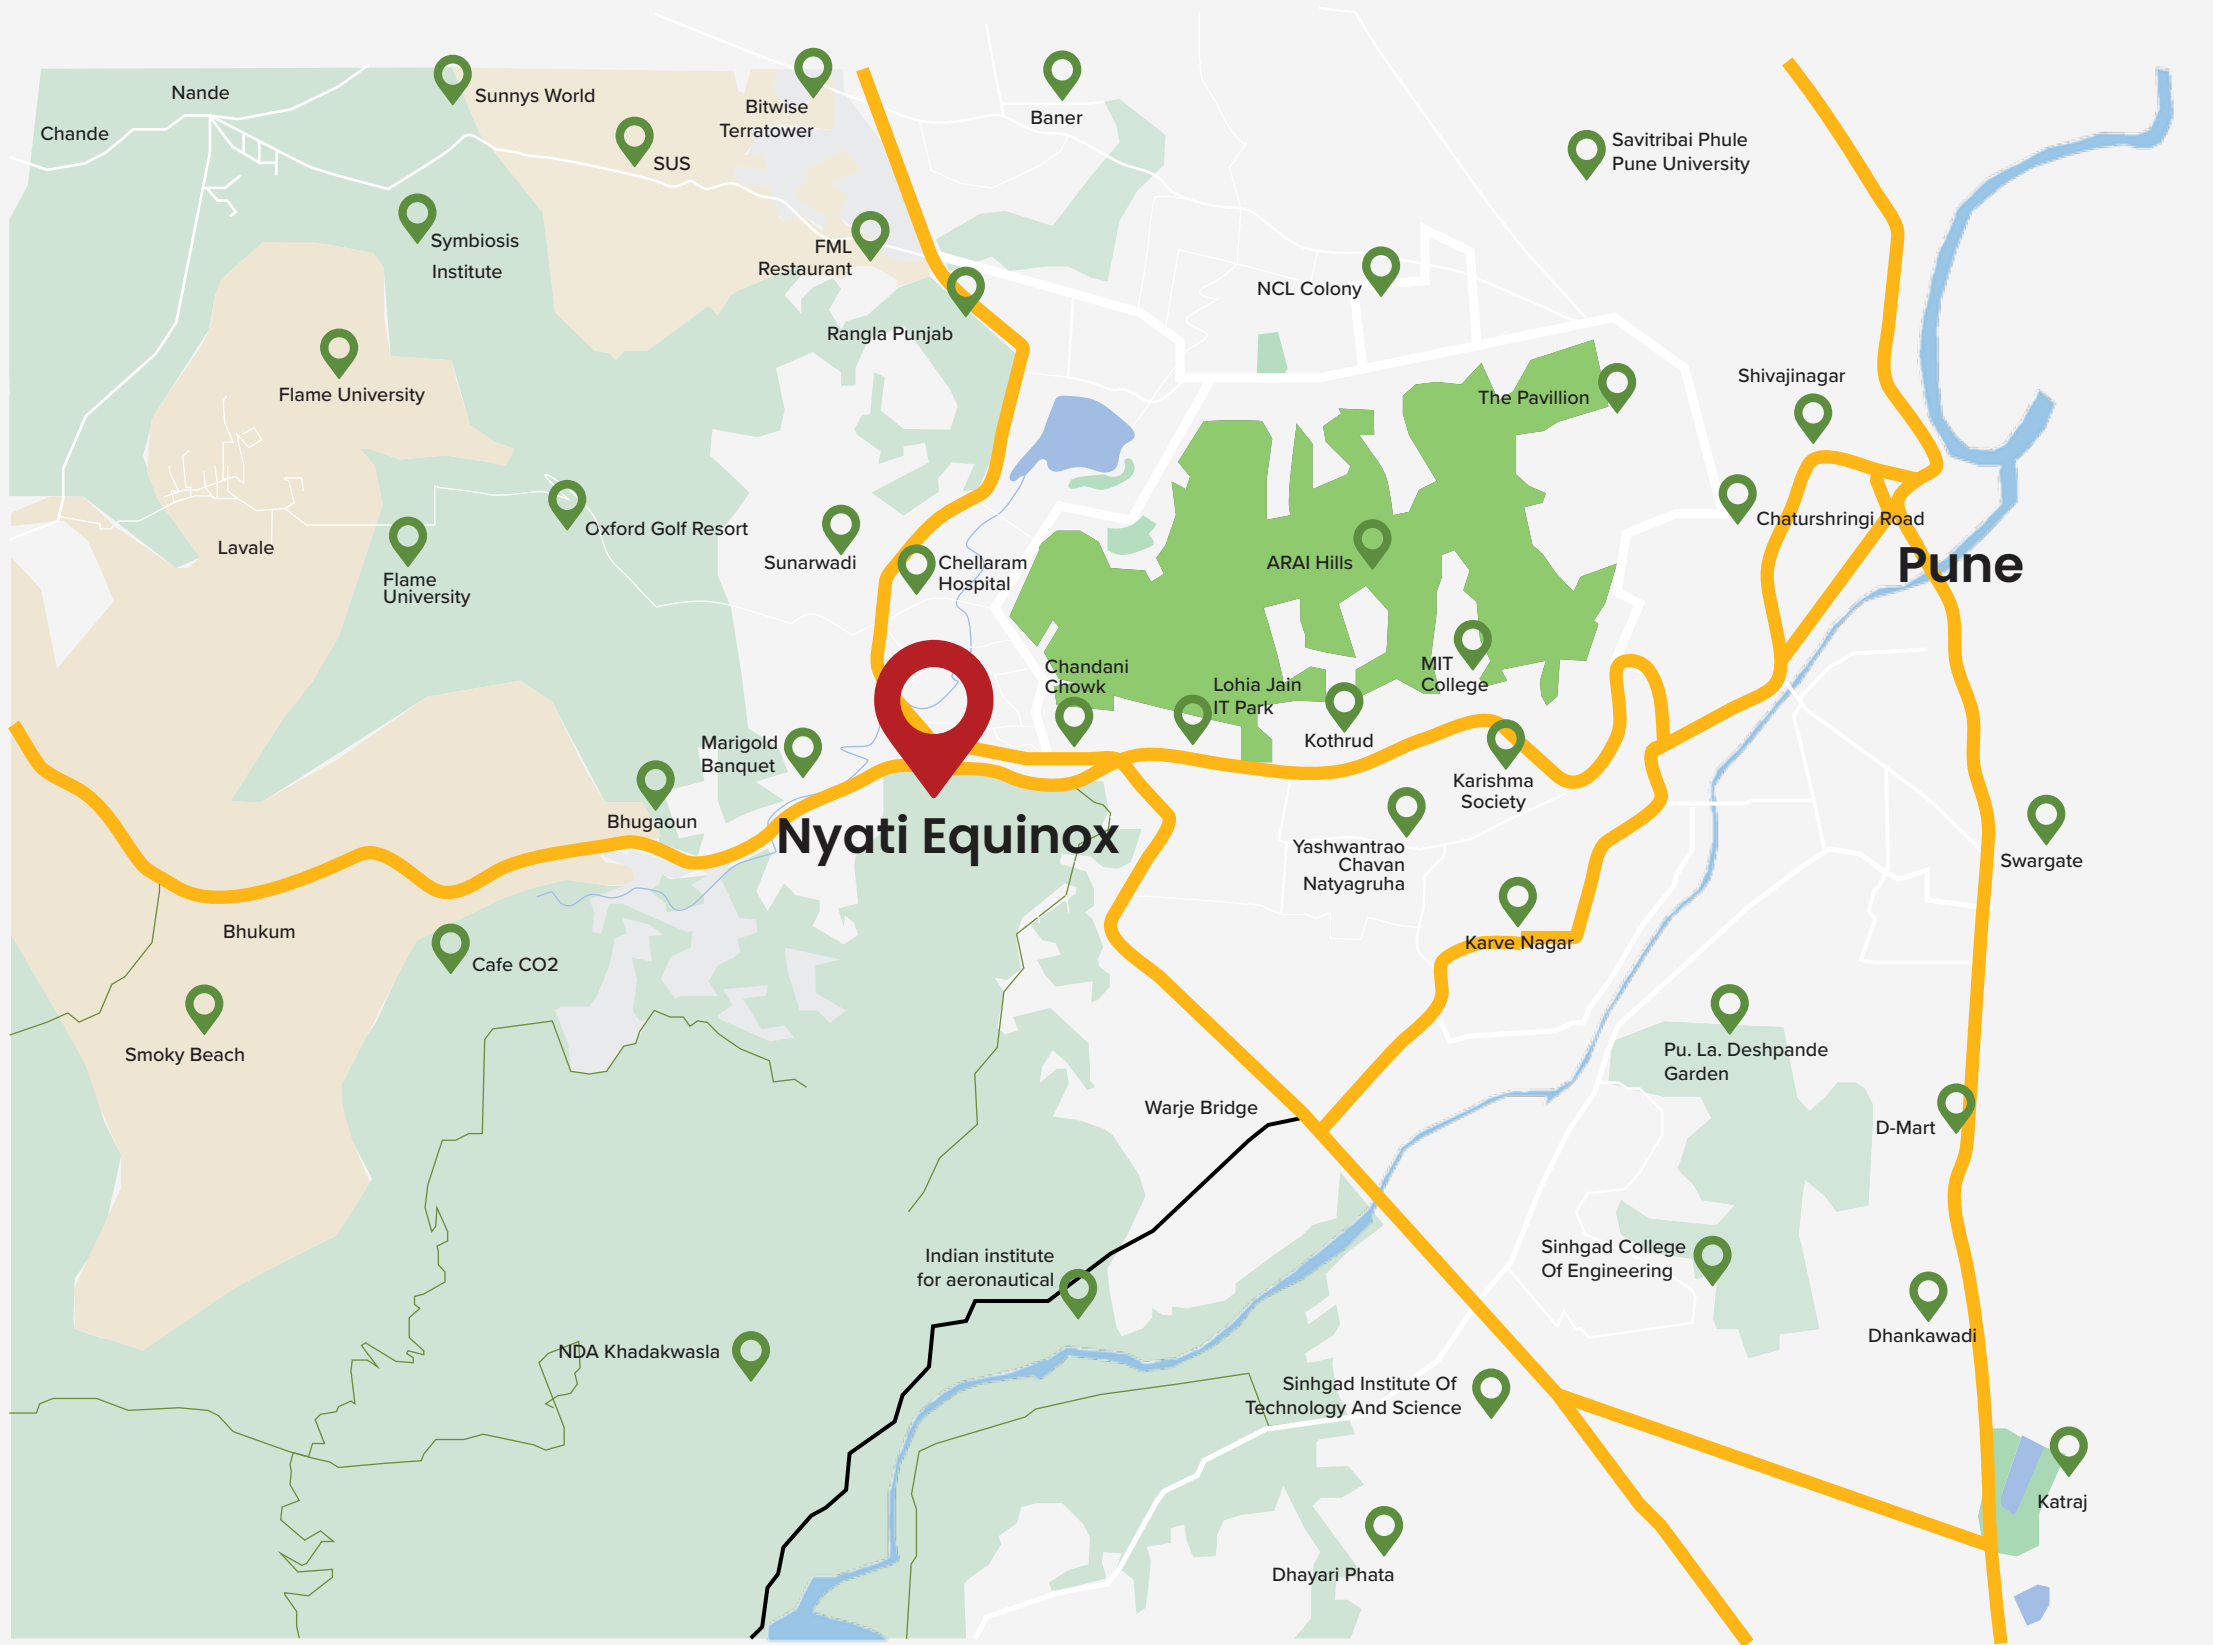 Nande
Sunnys World
Chande
SUS
Bitwise
Terratower
Baner
Savitribai Phule
Pune University
Symbiosis
Institute
FML
Restaurant
NCL Colony
Rangla Punjab
Flame University
The Pavillion
Shivajinagar
Oxford Golf Resort
Chaturshringi Road
Lavale
Sunarwadi
Chellaram
Hospital
ARAI Hills
Pune
Flame
University
Chandani
Chowk
MIT
College
Lohia Jain
IT Park
Marigold
Banquet
Kothrud
Karishma
Society
Bhugaoun
Nyati Equinox
Yashwantrao
Chavan
Natyagruha
Swargate
Bhukum
Cafe CO2
Karve Nagar
Smoky Beach
Pu. La. Deshpande
Garden
Warje Bridge
D-Mart
Indian institute
for aeronautical
Sinhgad College
Of Engineering
Dhankawadi
NDA Khadakwasla
Sinhgad Institute Of
Technology And Science
Katraj
Dhayari Phata